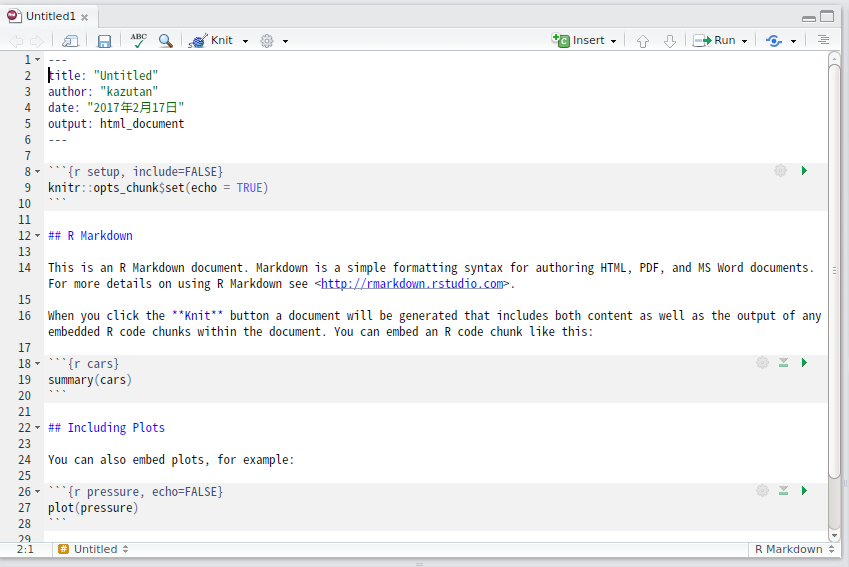 Untitled1
ABC Knit Insert Run
1 ---
2 title: "Untitled"
3 author: "kazutan"
4 date: "2017年2月17日"
5 output: html_document
6 ---
7
8 ```{r setup, include=FALSE}
9 knitr::opts_chunk$set(echo = TRUE)
10 ```
11
12 ## R Markdown
13
14 This is an R Markdown document. Markdown is a simple formatting syntax for authoring HTML, PDF, and MS Word documents.
For more details on using R Markdown see <http://rmarkdown.rstudio.com>.
15
16 When you click the **Knit** button a document will be generated that includes both content as well as the output of any
embedded R code chunks within the document. You can embed an R code chunk like this:
17
18 ```{r cars}
19 summary(cars)
20 ```
21
22 ## Including Plots
23
24 You can also embed plots, for example:
25
26 ```{r pressure, echo=FALSE}
27 plot(pressure)
28 ```
29
2:1 # Untitled R Markdown